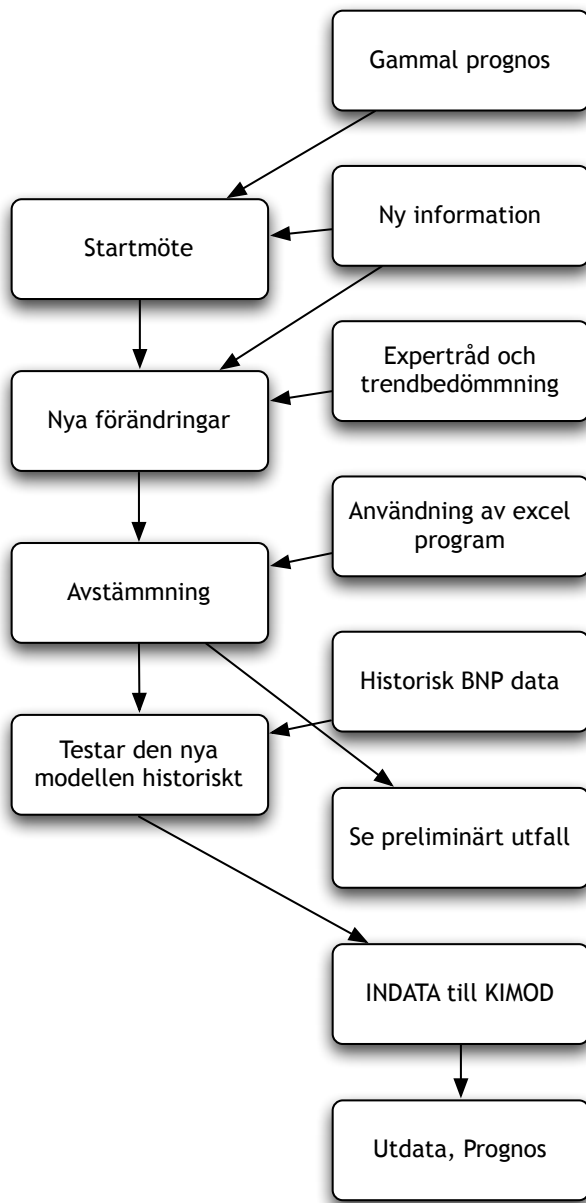 Gammal prognos
Ny information
Startmöte
Expertråd och
trendbedömmning
Nya förändringar
Användning av excel
program
Avstämmning
Historisk BNP data
Testar den nya
modellen historiskt
Se preliminärt utfall
INDATA till KIMOD
Utdata, Prognos